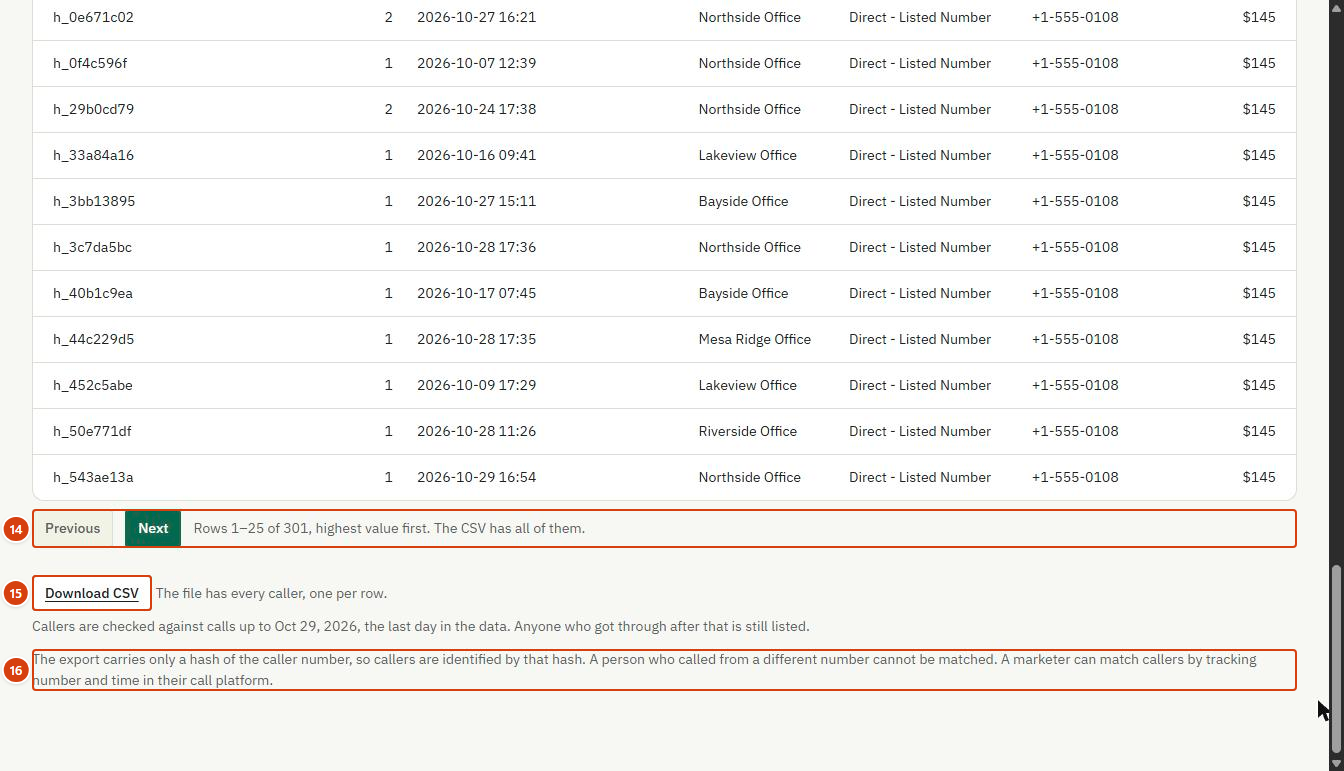 h_0e671c02 2 2026-10-27 16:21 Northside Office Direct - Listed Number +1-555-0108 $145
h_0f4c596f 1 2026-10-07 12:39 Northside Office Direct - Listed Number +1-555-0108 $145
h_29b0cd79 2 2026-10-24 17:38 Northside Office Direct - Listed Number +1-555-0108 $145
h_33a84a16 1 2026-10-16 09:41 Lakeview Office Direct - Listed Number +1-555-0108 $145
h_3bb13895 1 2026-10-27 15:11 Bayside Office Direct - Listed Number +1-555-0108 $145
h_3c7da5bc 1 2026-10-28 17:36 Northside Office Direct - Listed Number +1-555-0108 $145
h_40b1c9ea 1 2026-10-17 07:45 Bayside Office Direct - Listed Number +1-555-0108 $145
h_44c229d5 1 2026-10-28 17:35 Mesa Ridge Office Direct - Listed Number +1-555-0108 $145
h_452c5abe 1 2026-10-09 17:29 Lakeview Office Direct - Listed Number +1-555-0108 $145
h_50e771df 1 2026-10-28 11:26 Riverside Office Direct - Listed Number +1-555-0108 $145
h_543ae13a 1 2026-10-29 16:54 Northside Office Direct - Listed Number +1-555-0108 $145
14 Previous Next Rows 1–25 of 301, highest value first. The CSV has all of them.
15 Download CSV The file has every caller, one per row.
Callers are checked against calls up to Oct 29, 2026, the last day in the data. Anyone who got through after that is still listed.
16 The export carries only a hash of the caller number, so callers are identified by that hash. A person who called from a different number cannot be matched. A marketer can match callers by tracking
number and time in their call platform.